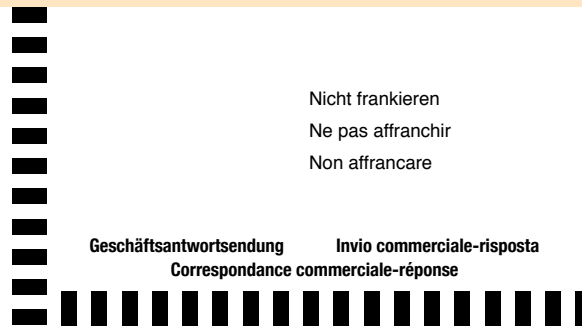 Nicht frankieren
Ne pas affranchir
Non affrancare
Geschäftsantwortsendung Invio commerciale-risposta
Correspondance commerciale-réponse